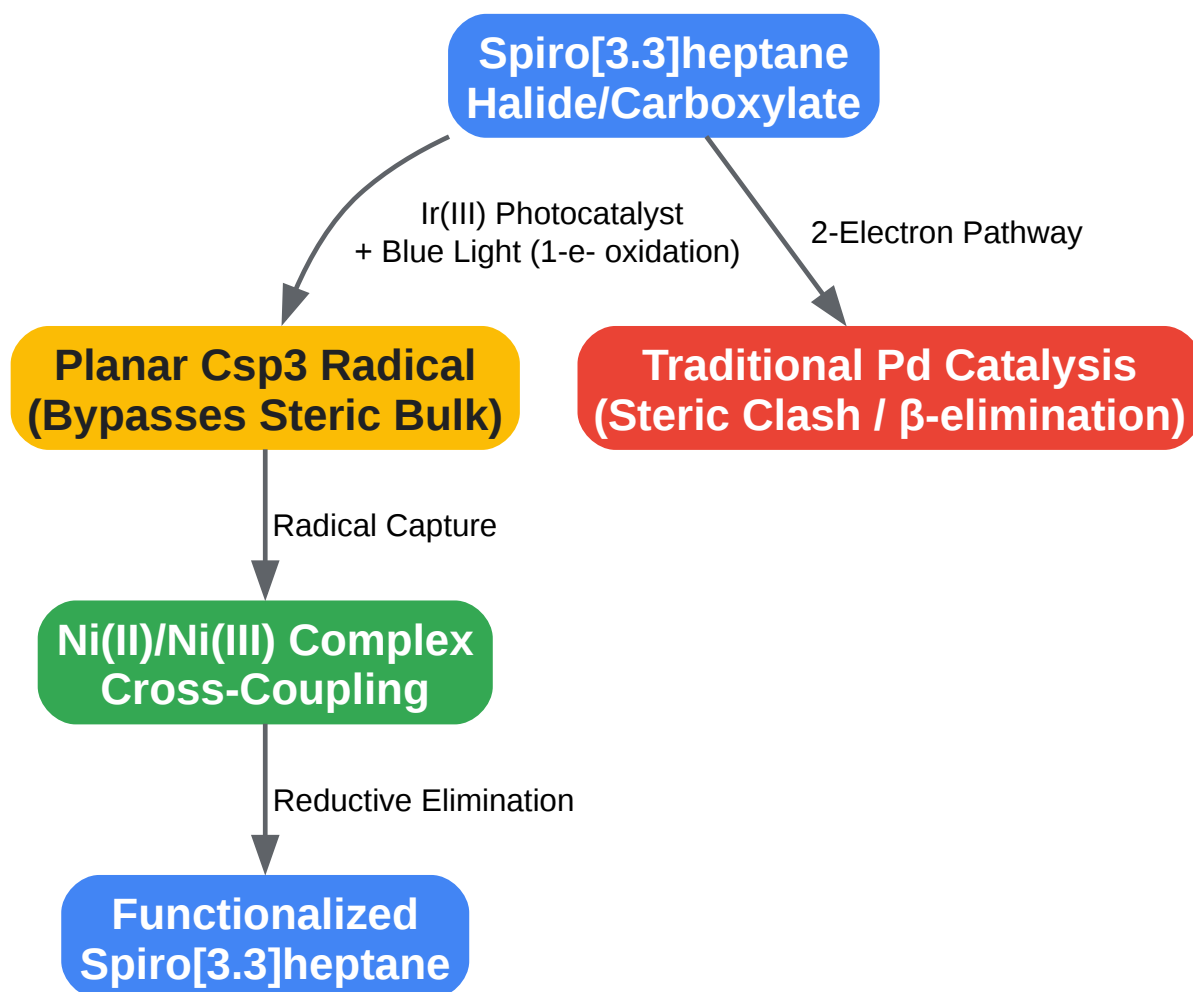 Spiro[3.3]heptane
Halide/Carboxylate
Ir(III) Photocatalyst
+ Blue Light (1-e- oxidation)
2-Electron Pathway
Planar Csp3 Radical
(Bypasses Steric Bulk)
Traditional Pd Catalysis
(Steric Clash / β-elimination)
Radical Capture
Ni(II)/Ni(III) Complex
Cross-Coupling
Reductive Elimination
Functionalized
Spiro[3.3]heptane